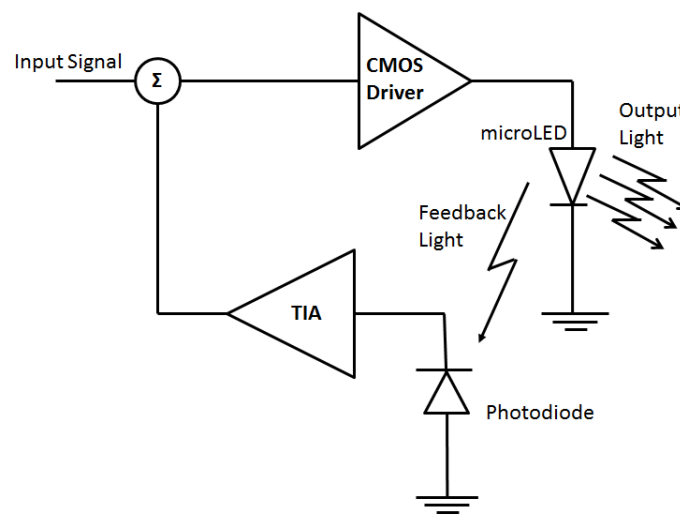 Input Signal
Σ
CMOS
Driver
microLED
Output
Light
Feedback
Light
TIA
Photodiode